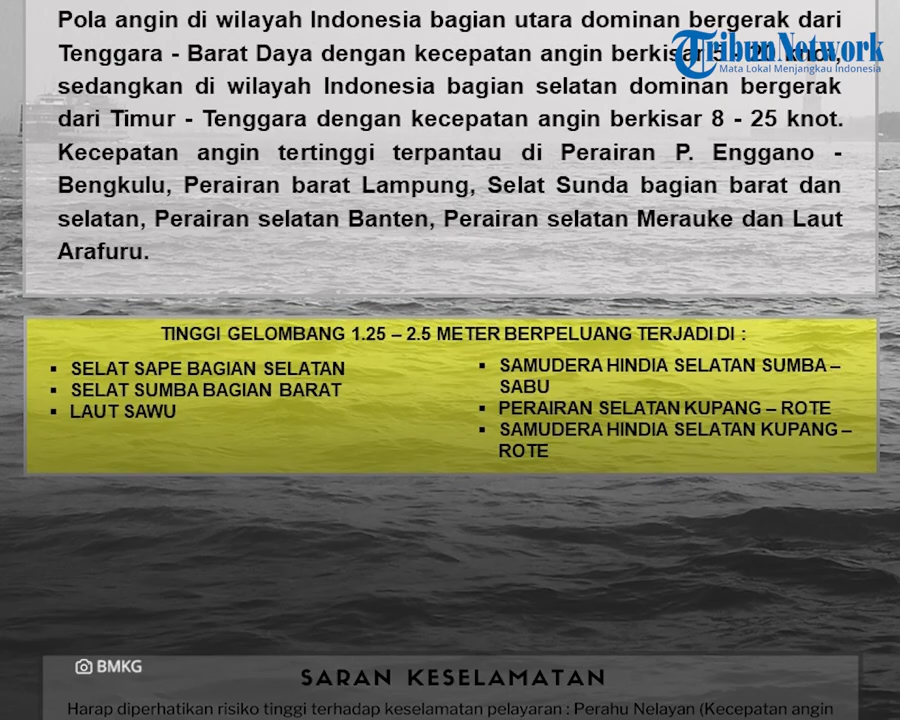 Pola angin di wilayah Indonesia bagian utara dominan bergerak dari
Tenggara - Barat Daya dengan kecepatan angin berkisar 5 - 20 knot,
sedangkan di wilayah Indonesia bagian selatan dominan bergerak
dari Timur - Tenggara dengan kecepatan angin berkisar 8 - 25 knot.
Kecepatan angin tertinggi terpantau di Perairan P. Enggano -
Bengkulu, Perairan barat Lampung, Selat Sunda bagian barat dan
selatan, Perairan selatan Banten, Perairan selatan Merauke dan Laut
Arafuru.
Tribun Network
Mata Lokal Menjangkau Indonesia
TINGGI GELOMBANG 1.25 – 2.5 METER BERPELUANG TERJADI DI :
▪ SELAT SAPE BAGIAN SELATAN
▪ SELAT SUMBA BAGIAN BARAT
▪ LAUT SAWU
▪ SAMUDERA HINDIA SELATAN SUMBA –
SABU
▪ PERAIRAN SELATAN KUPANG – ROTE
▪ SAMUDERA HINDIA SELATAN KUPANG –
ROTE
BMKG
SARAN KESELAMATAN
Harap diperhatikan risiko tinggi terhadap keselamatan pelayaran : Perahu Nelayan (Kecepatan angin